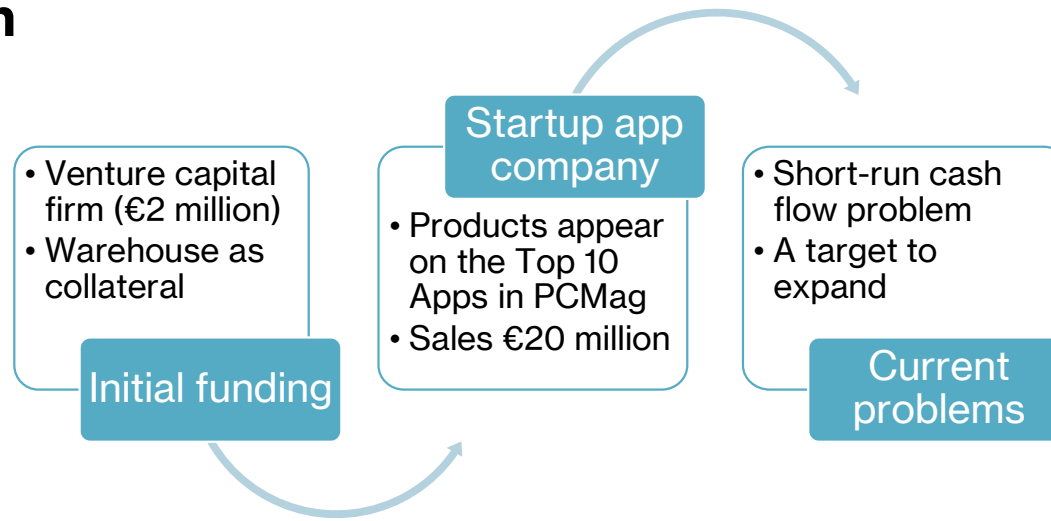 n
• Venture capital
firm (€2 million)
• Warehouse as
collateral
Initial funding
Startup app
company
• Products appear
on the Top 10
Apps in PCMag
• Sales €20 million
• Short-run cash
flow problem
• A target to
expand
Current
problems